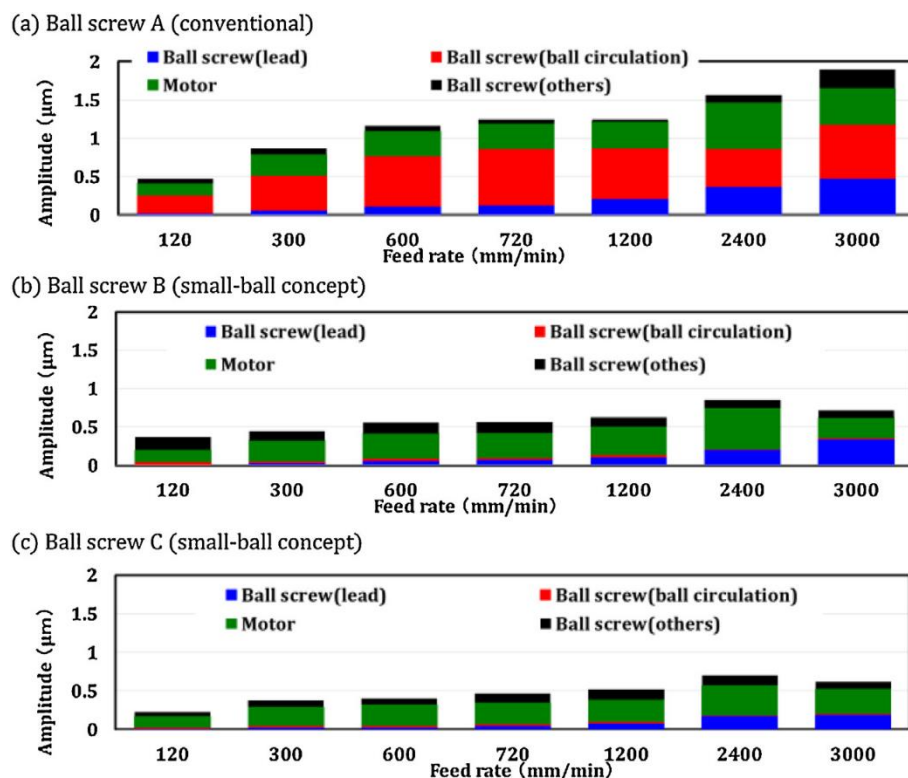 (a) Ball screw A (conventional)
Ball screw(lead) Ball screw(ball circulation)
Motor Ball screw(others)
2
1.5
1
0.5
0
Amplitude (μm)
120 300 600 720 1200 2400 3000
Feed rate (mm/min)
(b) Ball screw B (small-ball concept)
Ball screw(lead) Ball screw(ball circulation)
Motor Ball screw(othes)
2
1.5
1
0.5
0
Amplitude (μm)
120 300 600 720 1200 2400 3000
Feed rate (mm/min)
(c) Ball screw C (small-ball concept)
Ball screw(lead) Ball screw(ball circulation)
Motor Ball screw(others)
2
1.5
1
0.5
0
Amplitude (μm)
120 300 600 720 1200 2400 3000
Feed rate (mm/min)